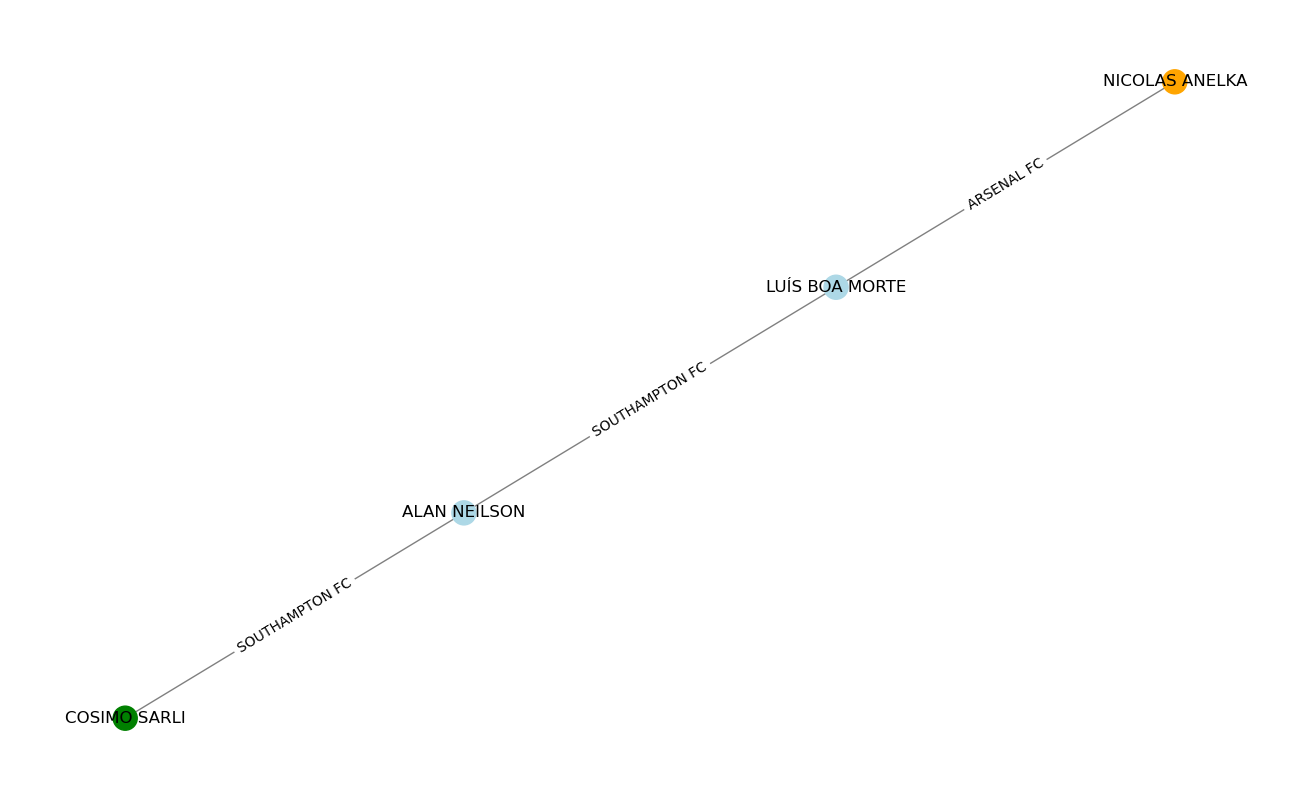 NICOLAS ANELKA
ARSENAL FC
LUÍS BOA MORTE
SOUTHAMPTON FC
ALAN NEILSON
SOUTHAMPTON FC
COSIMO SARLI